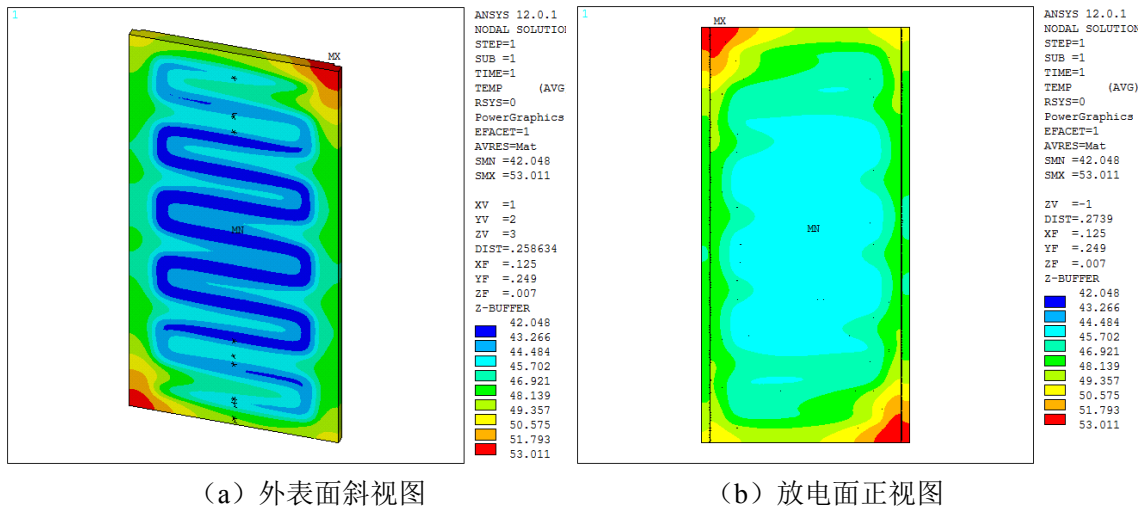 1
MX
MN
ANSYS 12.0.1
NODAL SOLUTION
STEP=1
SUB =1
TIME=1
TEMP (AVG
RSYS=0
PowerGraphics
EFACET=1
AVRES=Mat
SMN =42.048
SMX =53.011
XV =1
YV =2
ZV =3
DIST=.258634
XF =.125
YF =.249
ZF =.007
Z-BUFFER
42.048
43.266
44.484
45.702
46.921
48.139
49.357
50.575
51.793
53.011
（a）外表面斜视图
1
MX
MN
ANSYS 12.0.1
NODAL SOLUTION
STEP=1
SUB =1
TIME=1
TEMP (AVG)
RSYS=0
PowerGraphics
EFACET=1
AVRES=Mat
SMN =42.048
SMX =53.011
ZV =-1
DIST=.2739
XF =.125
YF =.249
ZF =.007
Z-BUFFER
42.048
43.266
44.484
45.702
46.921
48.139
49.357
50.575
51.793
53.011
（b）放电面正视图